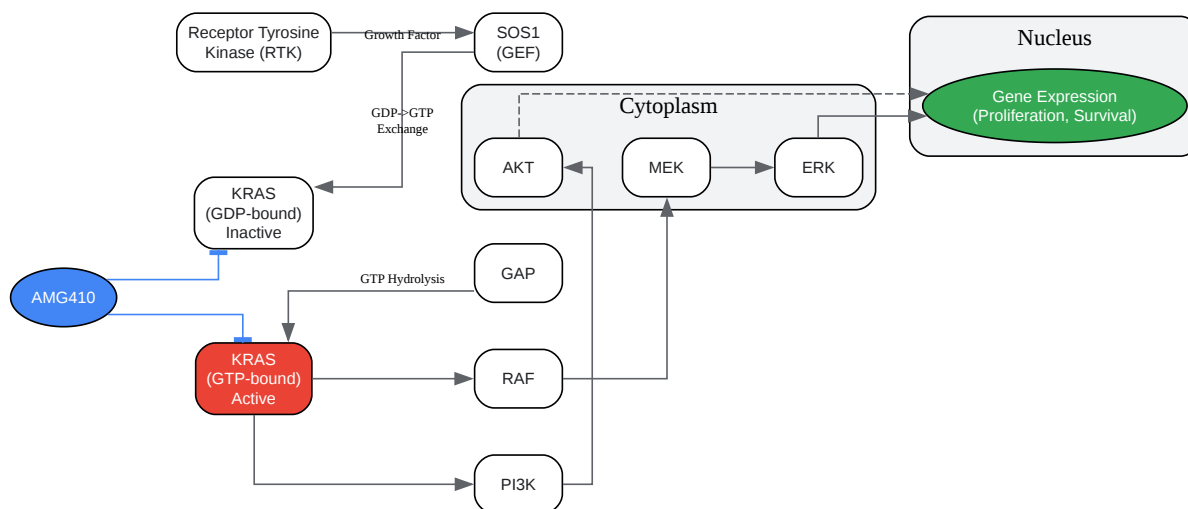 Receptor Tyrosine
Kinase (RTK)
Growth Factor
SOS1
(GEF)
Nucleus
Gene Expression
(Proliferation, Survival)
GDP->GTP
Exchange
Cytoplasm
AKT
MEK
ERK
KRAS
(GDP-bound)
Inactive
AMG410
GTP Hydrolysis
GAP
KRAS
(GTP-bound)
Active
RAF
PI3K